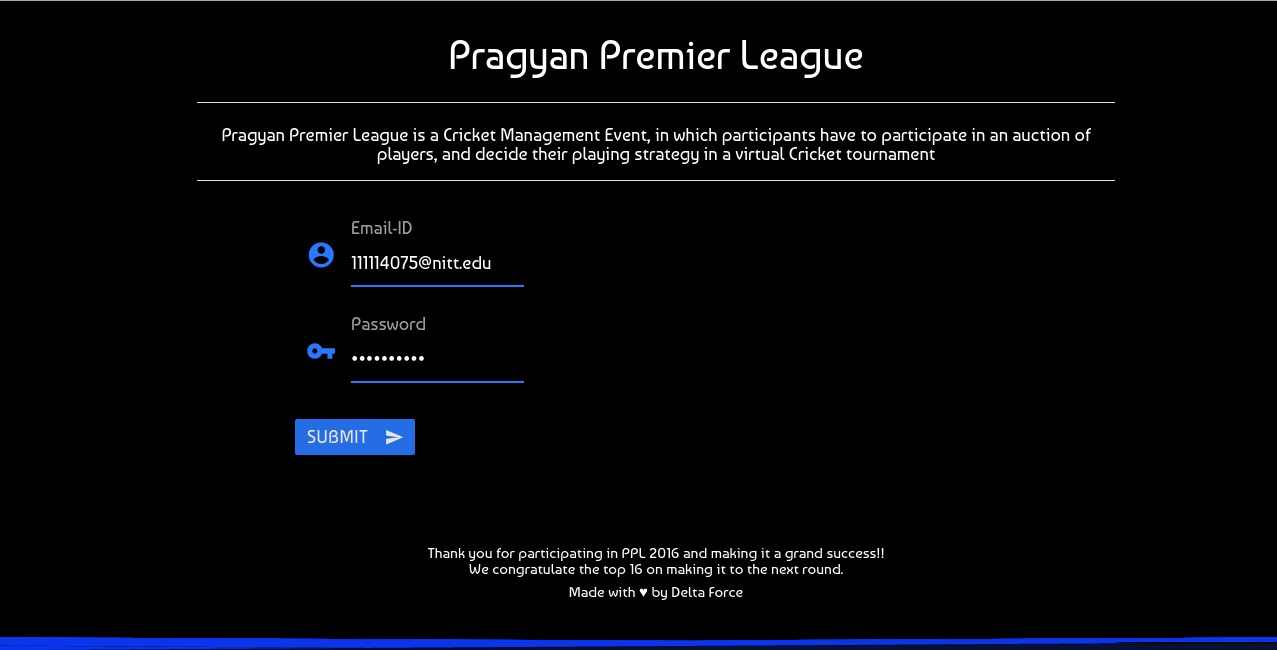 Pragyan Premier League
Pragyan Premier League is a Cricket Management Event, in which participants have to participate in an auction of
players, and decide their playing strategy in a virtual Cricket tournament
Email-ID
111114075@nitt.edu
Password
••••••••••
SUBMIT
Thank you for participating in PPL 2016 and making it a grand success!!
We congratulate the top 16 on making it to the next round.
Made with ♥ by Delta Force